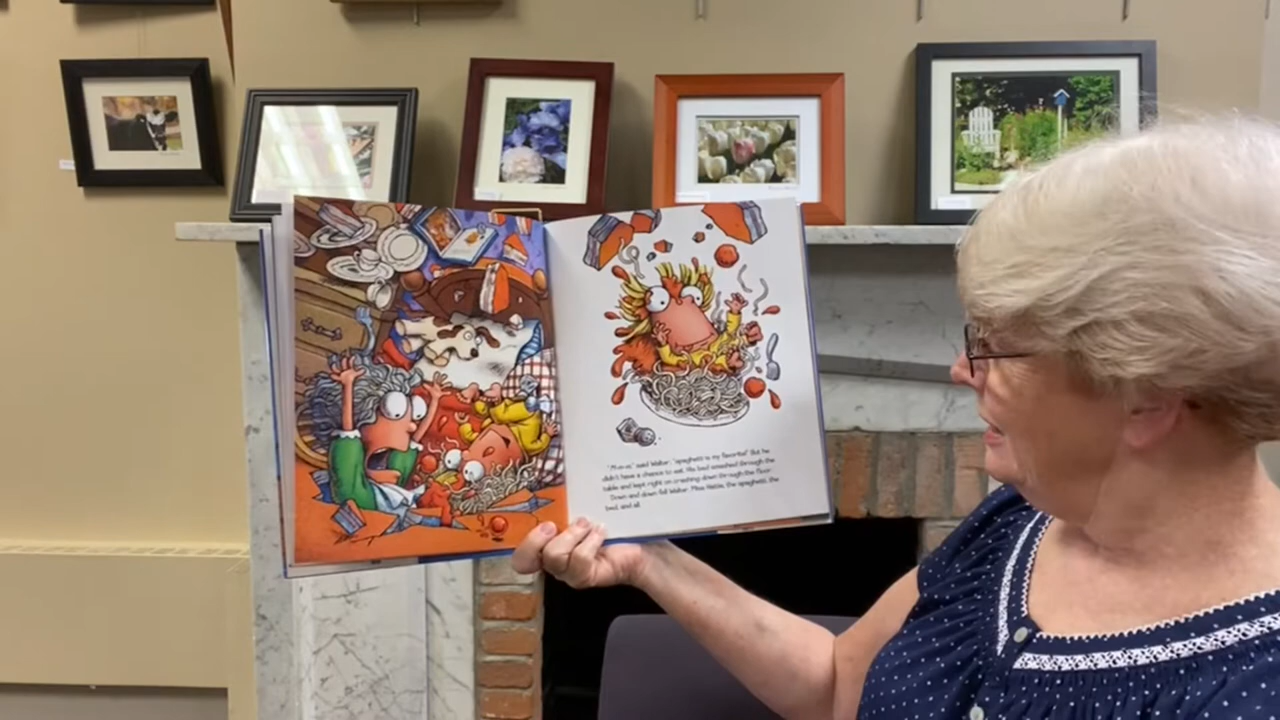 "M-m-m," said Walter, "spaghetti is my favorite!" But he
didn't have a chance to eat. His bed smashed through the
table and kept right on crashing down through the floor.
Down and down fell Walter, Miss Hattie, the spaghetti, the
bed, and all.